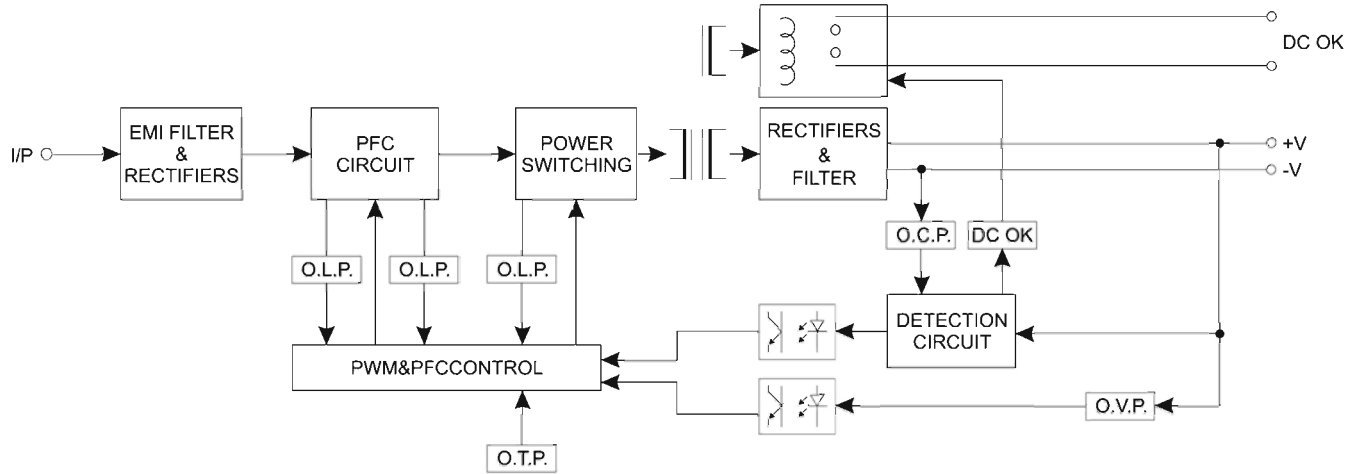 DC OK
I/P
EMI FILTER
&
RECTIFIERS
PFC
CIRCUIT
POWER
SWITCHING
RECTIFIERS
&
FILTER
+V
-V
O.C.P.
DC OK
O.L.P.
O.L.P.
O.L.P.
DETECTION
CIRCUIT
PWM&PFCCONTROL
O.V.P.
O.T.P.